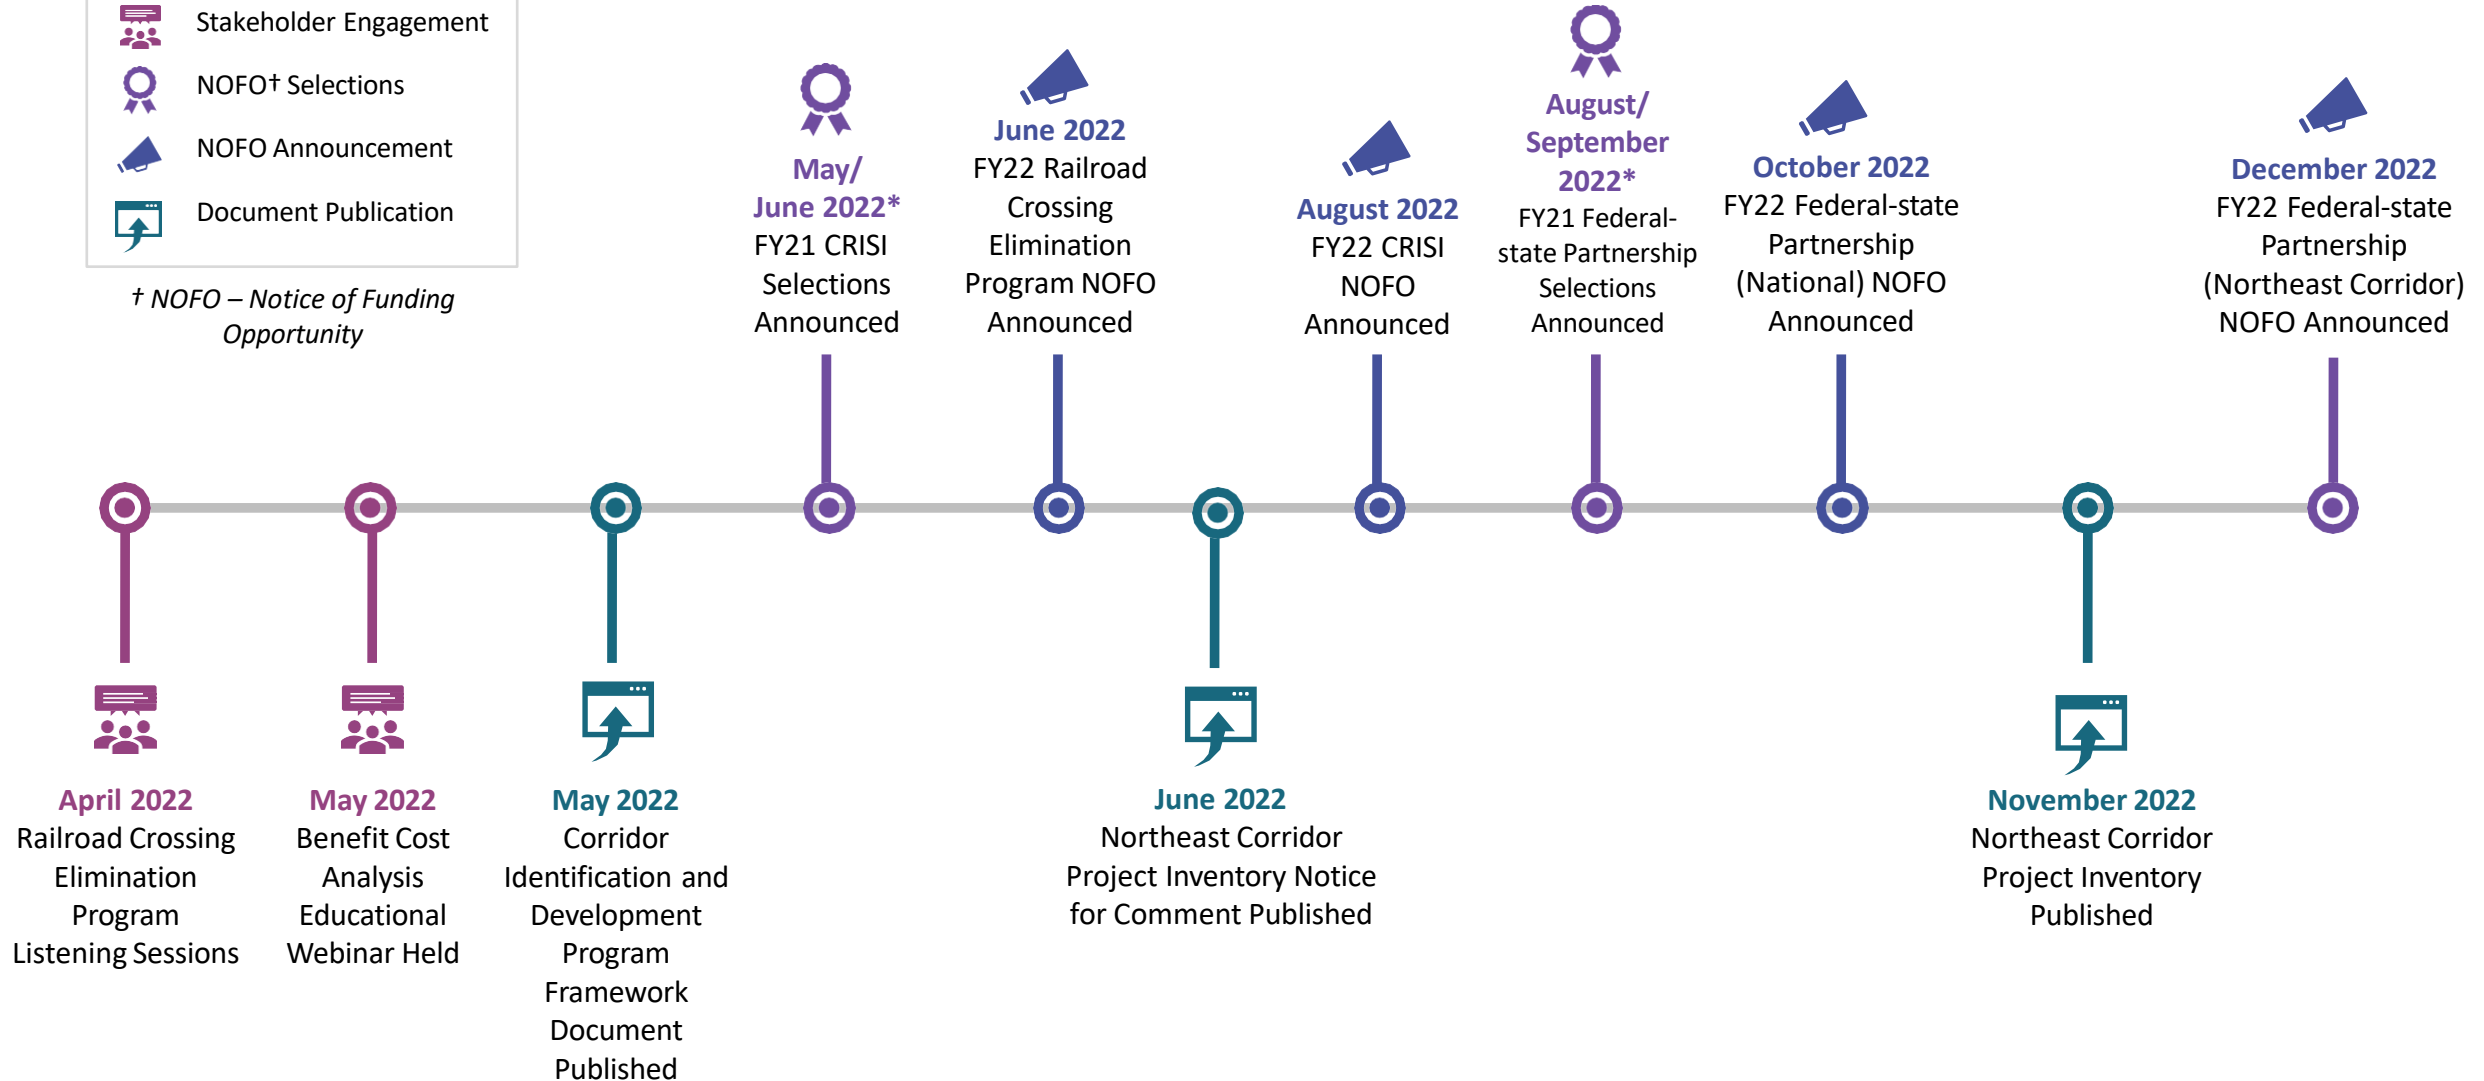 Stakeholder Engagement
NOFO† Selections
NOFO Announcement
Document Publication
† NOFO – Notice of Funding
Opportunity
May/
June 2022*
FY21 CRISI
Selections
Announced
June 2022
FY22 Railroad
Crossing
Elimination
Program NOFO
Announced
August 2022
FY22 CRISI
NOFO
Announced
August/
September
2022*
FY21 Federal-
state Partnership
Selections
Announced
October 2022
FY22 Federal-state
Partnership
(National) NOFO
Announced
December 2022
FY22 Federal-state
Partnership
(Northeast Corridor)
NOFO Announced
April 2022
Railroad Crossing
Elimination
Program
Listening Sessions
May 2022
Benefit Cost
Analysis
Educational
Webinar Held
May 2022
Corridor
Identification and
Development
Program
Framework
Document
Published
June 2022
Northeast Corridor
Project Inventory Notice
for Comment Published
November 2022
Northeast Corridor
Project Inventory
Published